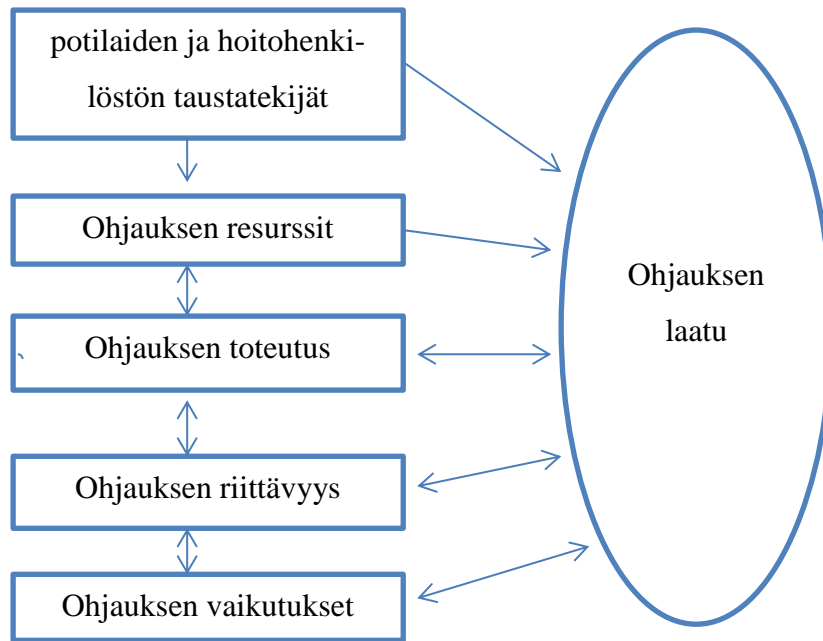 potilaiden ja hoitohenki-
löstön taustatekijät
Ohjauksen resurssit
Ohjauksen toteutus
Ohjauksen riittävyys
Ohjauksen vaikutukset
Ohjauksen
laatu